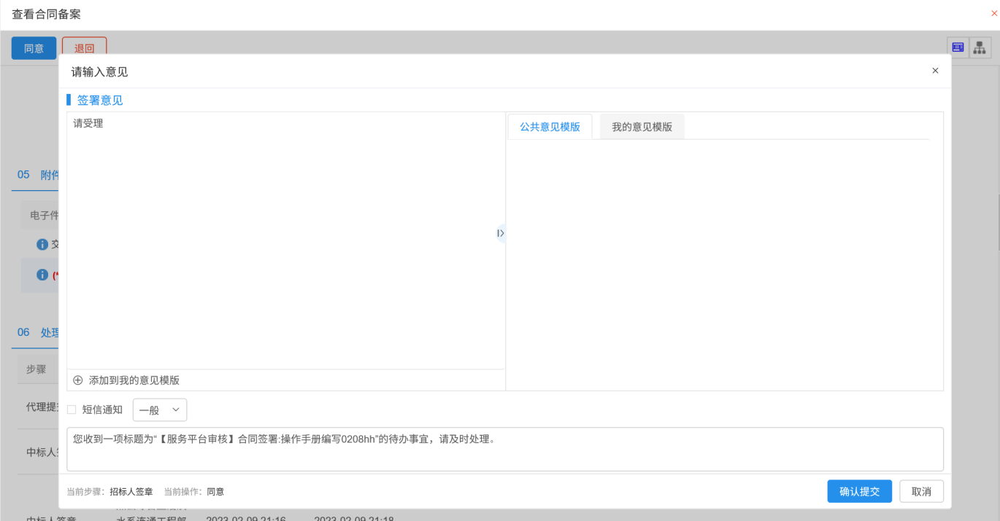 查看合同备案
同意 退回
请输入意见
签署意见
请受理
公共意见模版 我的意见模版
05 附件
电子件
交
(*
添加到我的意见模版
06 处理
步骤
代理提
短信通知 一般
您收到一项标题为“【服务平台审核】合同签署:操作手册编写0208hh”的待办事宜，请及时处理。
中标人
当前步骤：招标人签章 当前操作：同意
确认提交 取消
中标人签章 水系连通工程部 2023-02-09 21:16 2023-02-09 21:18